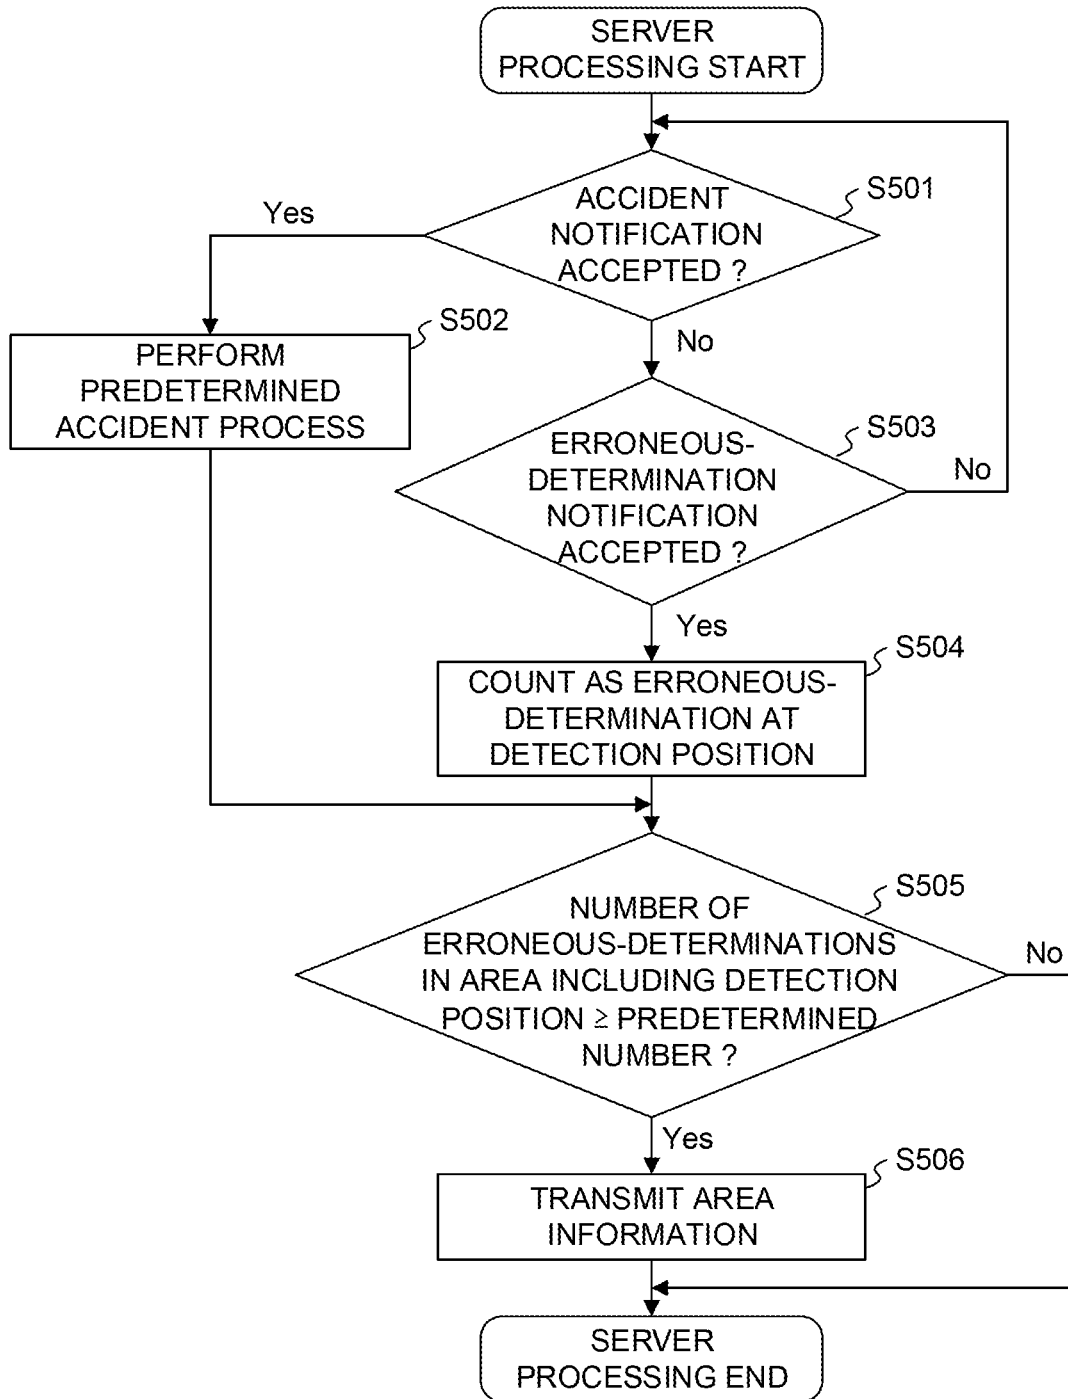 SERVER
PROCESSING START
S501
ACCIDENT
NOTIFICATION
ACCEPTED ?
Yes
No
S502
PERFORM
PREDETERMINED
ACCIDENT PROCESS
S503
ERRONEOUS-
DETERMINATION
NOTIFICATION
ACCEPTED ?
No
Yes
S504
COUNT AS ERRONEOUS-
DETERMINATION AT
DETECTION POSITION
S505
NUMBER OF
ERRONEOUS-DETERMINATIONS
IN AREA INCLUDING DETECTION
POSITION ≥ PREDETERMINED
NUMBER ?
No
Yes
S506
TRANSMIT AREA
INFORMATION
SERVER
PROCESSING END